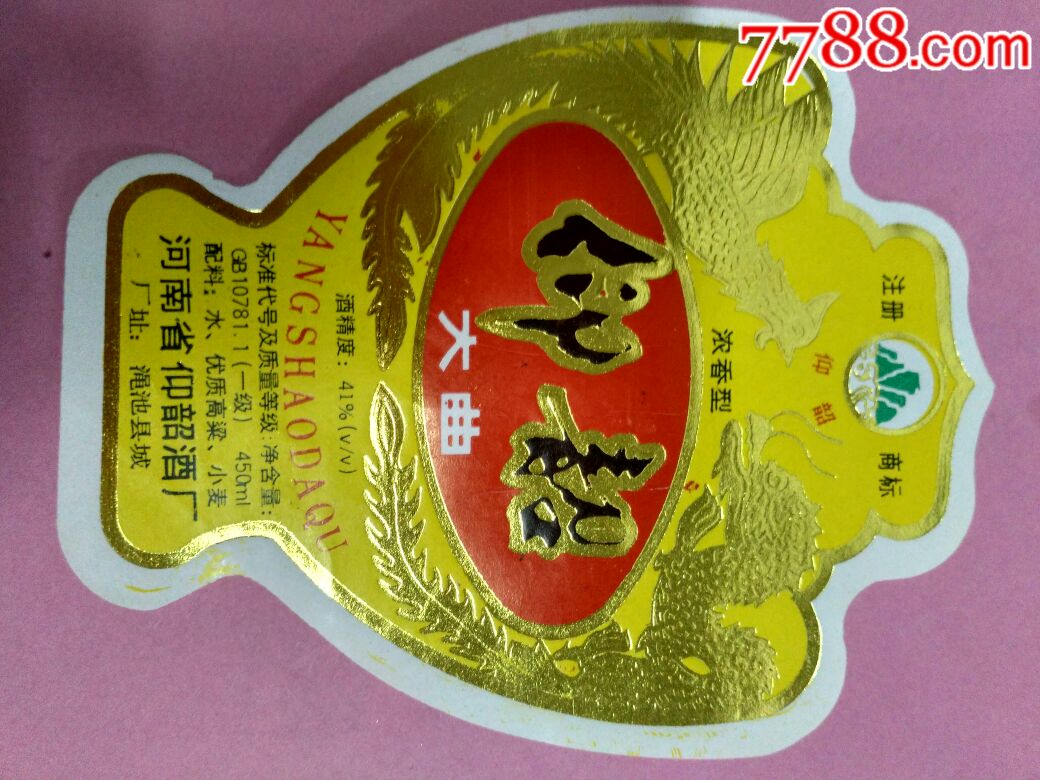 7788.com
注册 商标
仰韶
浓香型
仰韶
大曲
酒精度：41%(v/v)
YANGSHAODAQU
标准代号及质量等级：净含量：
GB10781.1（一级） 450ml
配料：水、优质高粱、小麦
河南省仰韶酒厂
厂址：渑池县城